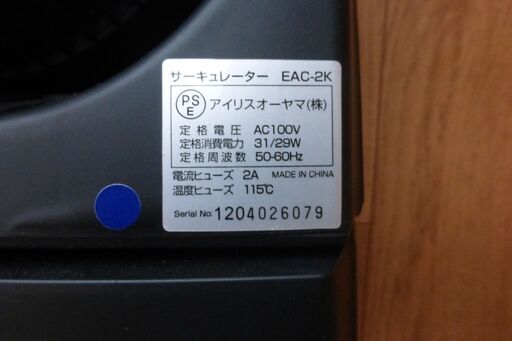 サーキュレーター EAC-2K
PS
E アイリスオーヤマ(株)
定格電圧 AC100V
定格消費電力 31/29W
定格周波数 50-60Hz
電流ヒューズ 2A MADE IN CHINA
温度ヒューズ 115℃
Serial No: 1204026079